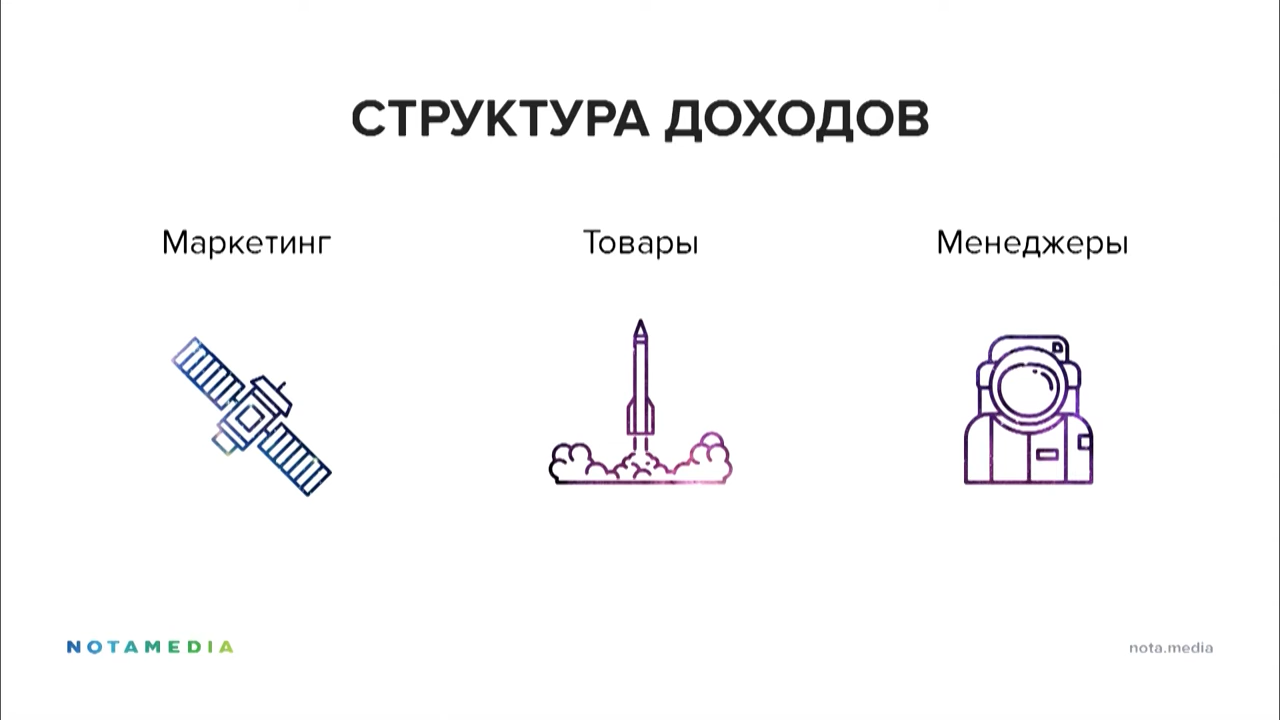 СТРУКТУРА ДОХОДОВ
Маркетинг
Товары
Менеджеры
NOTAMEDIA
nota.media